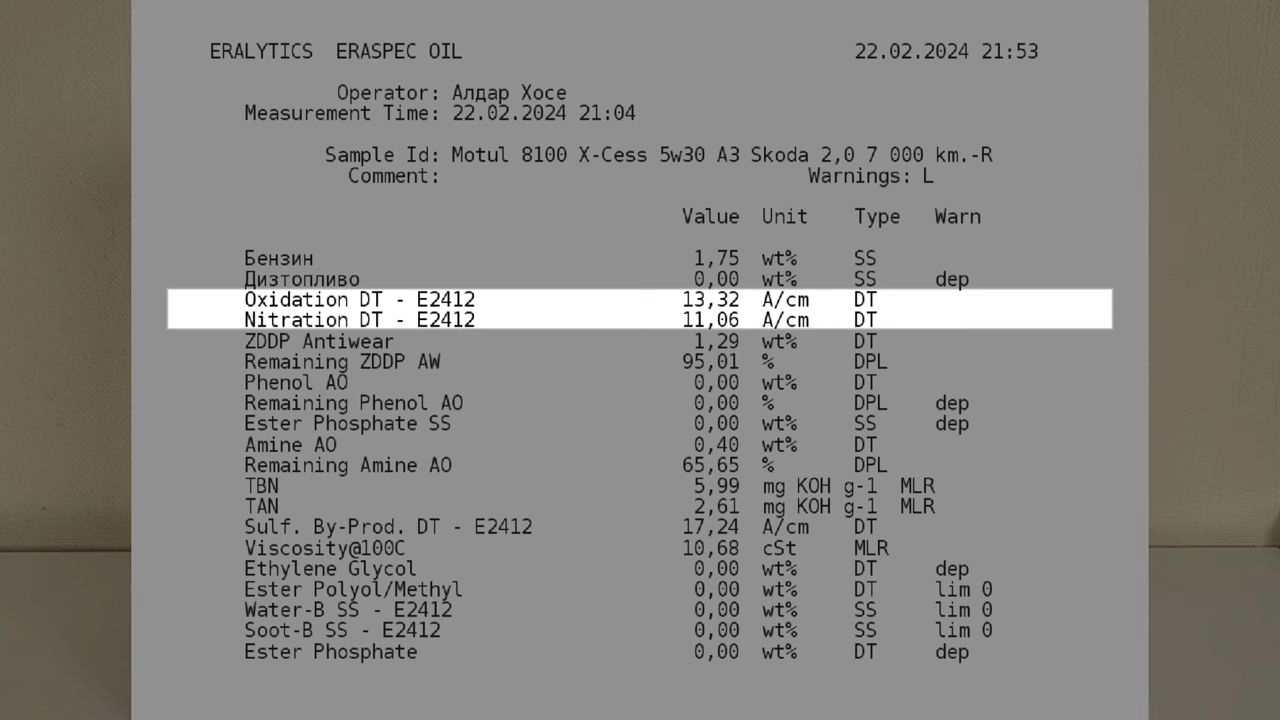 ERALYTICS ERASPEC OIL 22.02.2024 21:53
Operator: Алдар Хосе
Measurement Time: 22.02.2024 21:04
Sample Id: Motul 8100 X-Cess 5w30 A3 Skoda 2,0 7 000 km.-R
Comment: Warnings: L
Value Unit Type Warn
Бензин 1,75 wt% SS
Дизтопливо 0,00 wt% SS dep
Oxidation DT - E2412 13,32 A/cm DT
Nitration DT - E2412 11,06 A/cm DT
ZDDP Antiwear 1,29 wt% DT
Remaining ZDDP AW 95,01 % DPL
Phenol AO 0,00 wt% DT
Remaining Phenol AO 0,00 % DPL dep
Ester Phosphate SS 0,00 wt% SS dep
Amine AO 0,40 wt% DT
Remaining Amine AO 65,65 % DPL
TBN 5,99 mg KOH g-1 MLR
TAN 2,61 mg KOH g-1 MLR
Sulf. By-Prod. DT - E2412 17,24 A/cm DT
Viscosity@100C 10,68 cSt MLR
Ethylene Glycol 0,00 wt% DT dep
Ester Polyol/Methyl 0,00 wt% DT lim 0
Water-B SS - E2412 0,00 wt% SS lim 0
Soot-B SS - E2412 0,00 wt% SS lim 0
Ester Phosphate 0,00 wt% DT dep